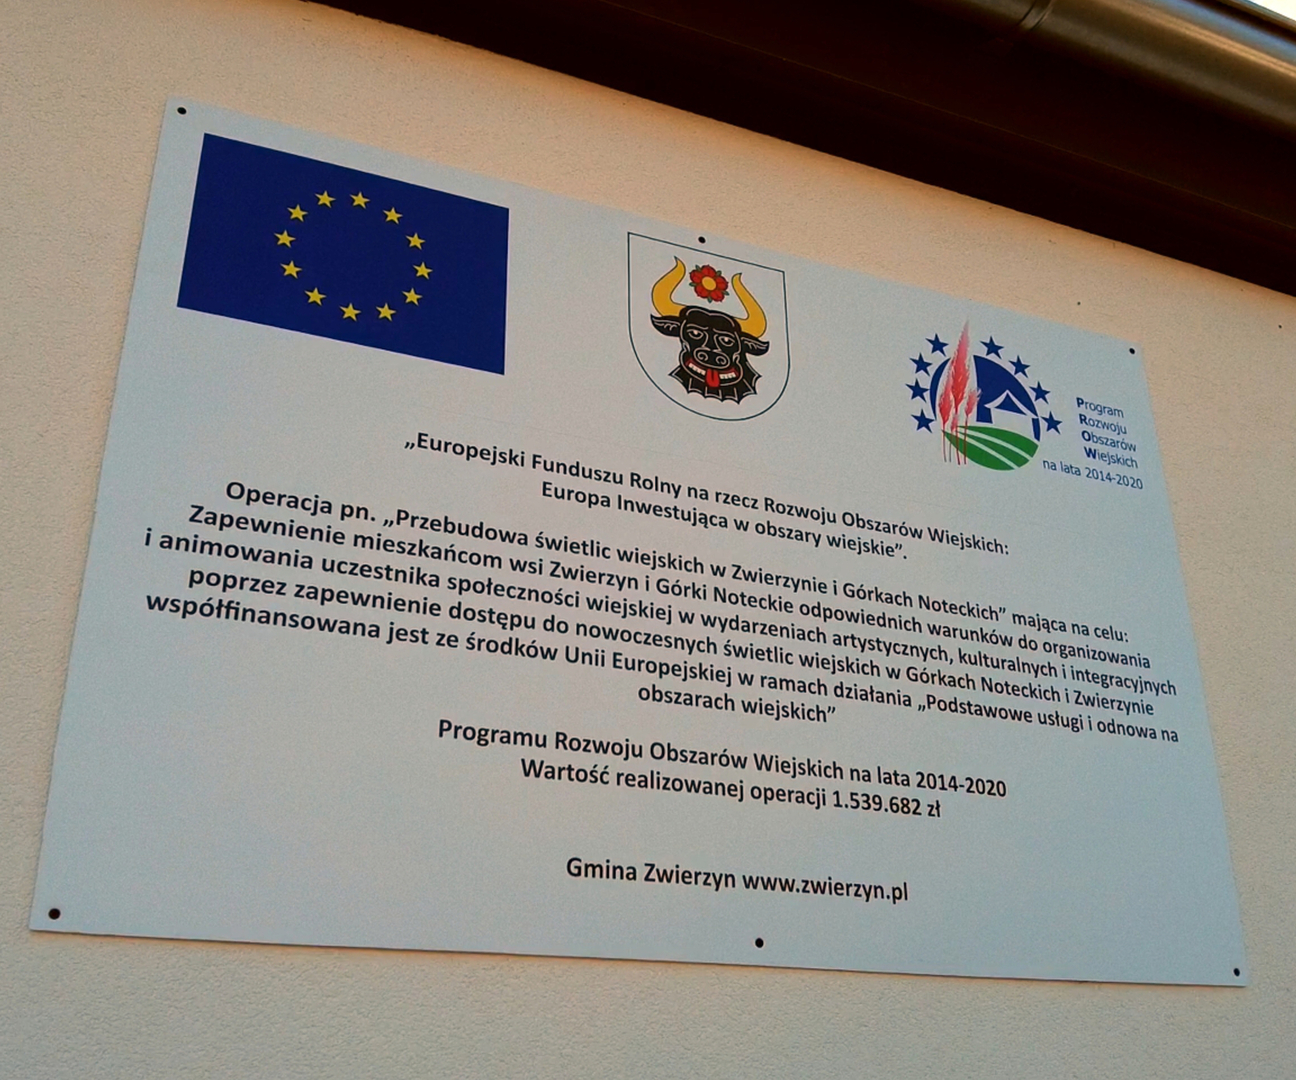 Program
Rozwoju
Obszarów
Wiejskich
na lata 2014-2020
„Europejski Funduszu Rolny na rzecz Rozwoju Obszarów Wiejskich:
Europa Inwestująca w obszary wiejskie”.
Operacja pn. „Przebudowa świetlic wiejskich w Zwierzynie i Górkach Noteckich” mająca na celu:
Zapewnienie mieszkańcom wsi Zwierzyn i Górki Noteckie odpowiednich warunków do organizowania
i animowania uczestnika społeczności wiejskiej w wydarzeniach artystycznych, kulturalnych i integracyjnych
poprzez zapewnienie dostępu do nowoczesnych świetlic wiejskich w Górkach Noteckich i Zwierzynie
współfinansowana jest ze środków Unii Europejskiej w ramach działania „Podstawowe usługi i odnowa na
obszarach wiejskich”
Programu Rozwoju Obszarów Wiejskich na lata 2014-2020
Wartość realizowanej operacji 1.539.682 zł
Gmina Zwierzyn www.zwierzyn.pl